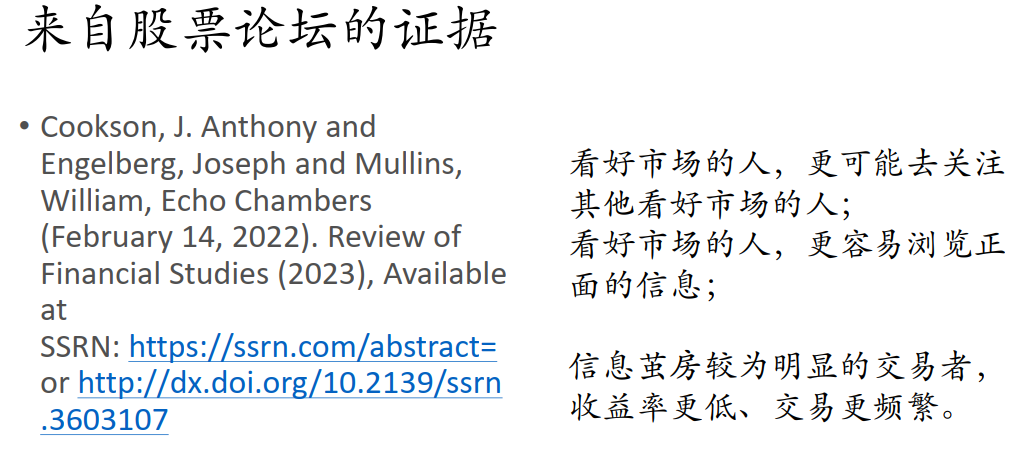 来自股票论坛的证据
• Cookson, J. Anthony and
Engelberg, Joseph and Mullins,
William, Echo Chambers
(February 14, 2022). Review of
Financial Studies (2023), Available
at
SSRN: https://ssrn.com/abstract=
or http://dx.doi.org/10.2139/ssrn
.3603107
看好市场的人，更可能去关注
其他看好市场的人；
看好市场的人，更容易浏览正
面的信息；
信息茧房较为明显的交易者，
收益率更低、交易更频繁。